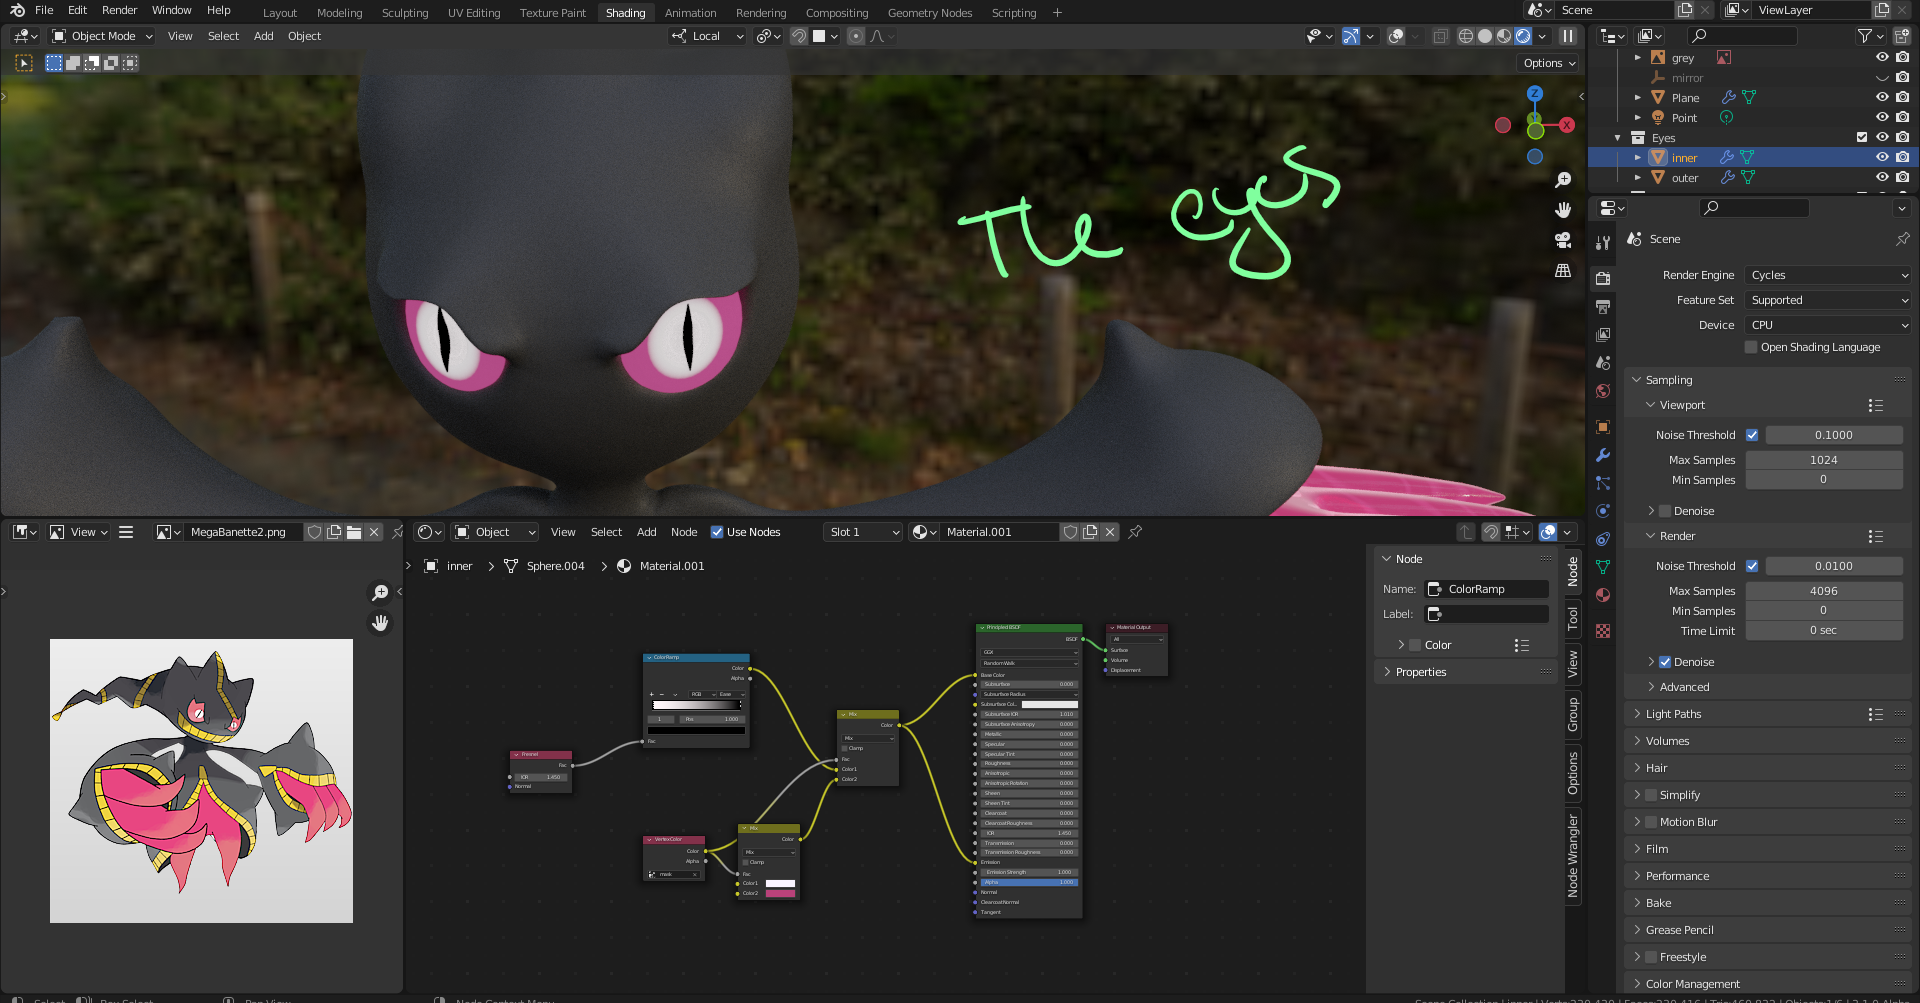 File Edit Render Window Help Layout Modeling Sculpting UV Editing Texture Paint Shading Animation Rendering Compositing Geometry Nodes Scripting + Scene ViewLayer
Object Mode View Select Add Object Local
Options
The eyes
Z
X
grey
mirror
Plane
Point
Eyes
inner
outer
Scene
Render Engine Cycles
Feature Set Supported
Device CPU
Open Shading Language
Sampling
Viewport
Noise Threshold 0.1000
Max Samples 1024
Min Samples 0
Denoise
Render
Noise Threshold 0.0100
Max Samples 4096
Min Samples 0
Time Limit 0 sec
Denoise
Advanced
Light Paths
Volumes
Hair
Simplify
Motion Blur
Film
Performance
Bake
Grease Pencil
Freestyle
Color Management
View MegaBanette2.png
Object View Select Add Node Use Nodes Slot 1 Material.001
inner > Sphere.004 > Material.001
Fresnel
Fac
IOR 1.450
Normal
ColorRamp
Color
Alpha
RGB Ease
1 Pos 1.000
Fac
VertexColor
Color
Alpha
mask
Mix
Color
Mix
Clamp
Fac
Color1
Color2
Mix
Color
Mix
Clamp
Fac
Color1
Color2
Principled BSDF
BSDF
GGX
Random Walk
Base Color
Subsurface 0.000
Subsurface Radius
Subsurface Col..
Subsurface IOR 1.010
Subsurface Anisotropy 0.000
Metallic 0.000
Specular 0.000
Specular Tint 0.000
Roughness 0.000
Anisotropic 0.000
Anisotropic Rotation 0.000
Sheen 0.000
Sheen Tint 0.000
Clearcoat 0.000
Clearcoat Roughness 0.000
IOR 1.450
Transmission 0.000
Transmission Roughness 0.000
Emission
Emission Strength 1.000
Alpha 1.000
Normal
Clearcoat Normal
Tangent
Material Output
All
Surface
Volume
Displacement
Node
Name: ColorRamp
Label:
Color
Properties
Node
Tool
View
Group
Options
Node Wrangler